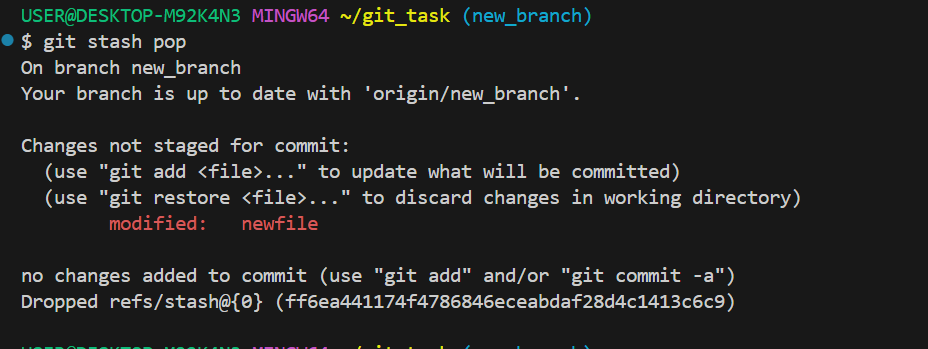 USER@DESKTOP-M92K4N3 MINGW64 ~/git_task (new_branch)
$ git stash pop
On branch new_branch
Your branch is up to date with 'origin/new_branch'.
Changes not staged for commit:
(use "git add <file>..." to update what will be committed)
(use "git restore <file>..." to discard changes in working directory)
modified: newfile
no changes added to commit (use "git add" and/or "git commit -a")
Dropped refs/stash@{0} (ff6ea441174f4786846eceabdaf28d4c1413c6c9)